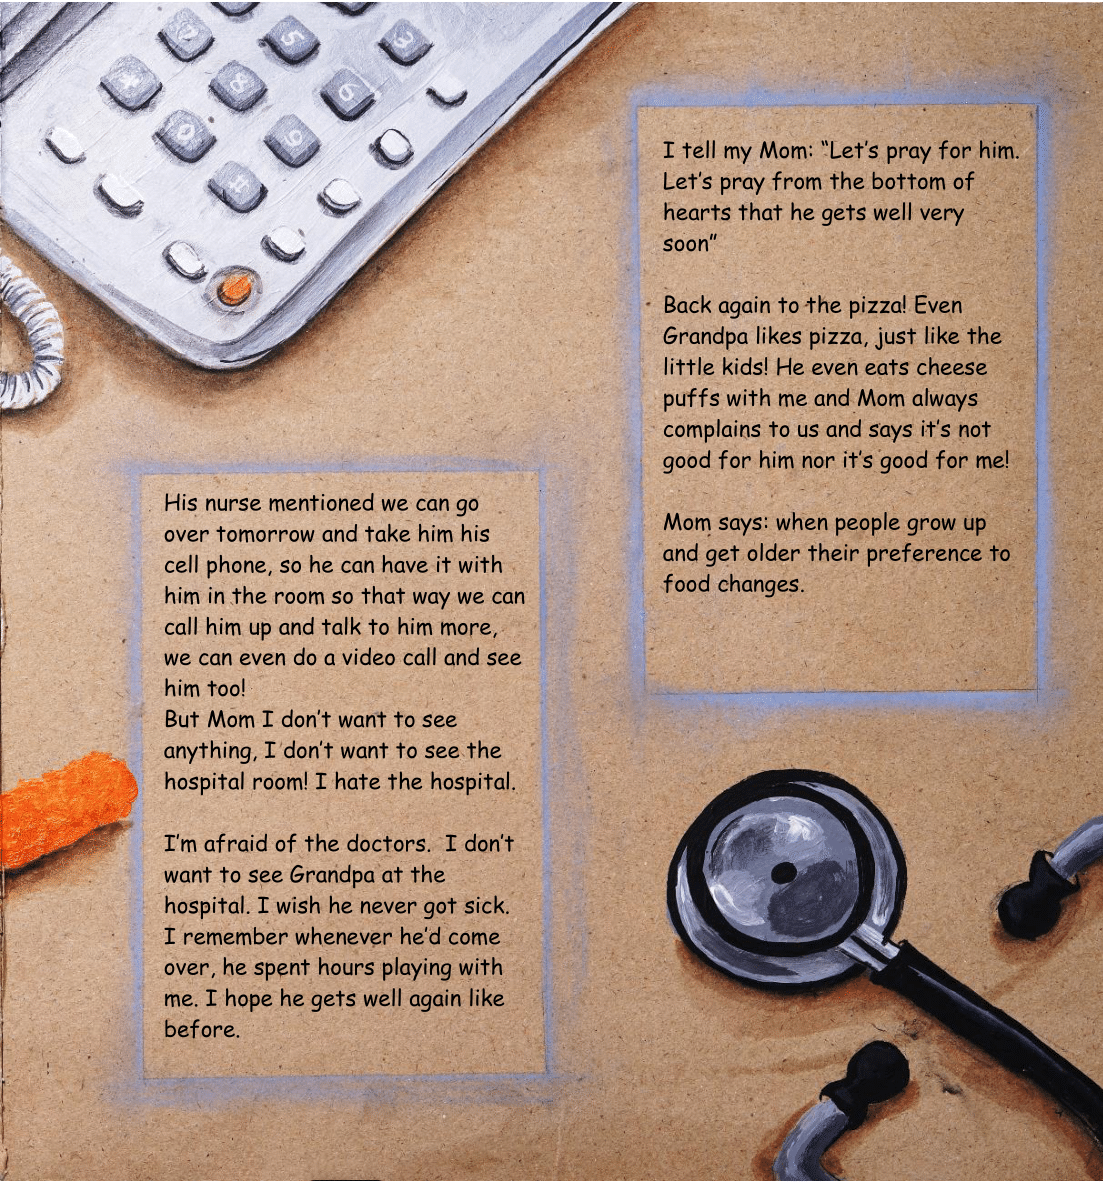 7 5 3
* 8 6
0 9
#
His nurse mentioned we can go
over tomorrow and take him his
cell phone, so he can have it with
him in the room so that way we can
call him up and talk to him more,
we can even do a video call and see
him too!
But Mom I don't want to see
anything, I don't want to see the
hospital room! I hate the hospital.
I'm afraid of the doctors.  I don't
want to see Grandpa at the
hospital. I wish he never got sick.
I remember whenever he'd come
over, he spent hours playing with
me. I hope he gets well again like
before.
I tell my Mom: “Let's pray for him.
Let's pray from the bottom of
hearts that he gets well very
soon”
Back again to the pizza! Even
Grandpa likes pizza, just like the
little kids! He even eats cheese
puffs with me and Mom always
complains to us and says it's not
good for him nor it's good for me!
Mom says: when people grow up
and get older their preference to
food changes.